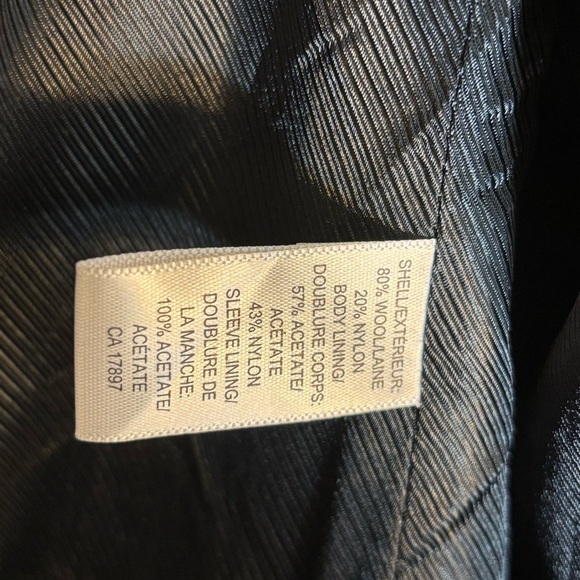 SHELL/EXTÉRIEUR:
80% WOOL/LAINE
20% NYLON
BODY LINING/
DOUBLURE CORPS:
57% ACETATE/
ACÉTATE
43% NYLON
SLEEVE LINING/
DOUBLURE DE
LA MANCHE:
100% ACETATE/
ACÉTATE
CA 17897